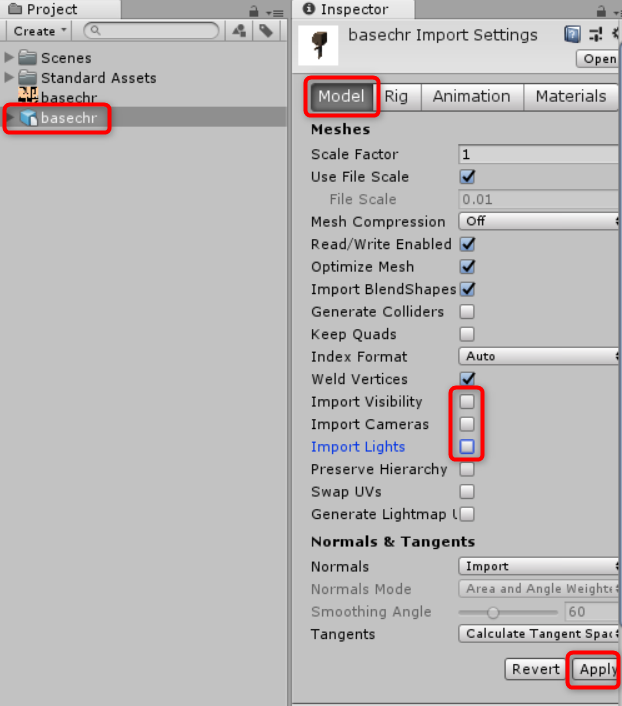 Project
Create
Scenes
Standard Assets
basechr
basechr
Inspector
basechr Import Settings
Open
Model Rig Animation Materials
Meshes
Scale Factor 1
Use File Scale
File Scale 0.01
Mesh Compression Off
Read/Write Enabled
Optimize Mesh
Import BlendShapes
Generate Colliders
Keep Quads
Index Format Auto
Weld Vertices
Import Visibility
Import Cameras
Import Lights
Preserve Hierarchy
Swap UVs
Generate Lightmap U
Normals & Tangents
Normals Import
Normals Mode Area and Angle Weighte
Smoothing Angle 60
Tangents Calculate Tangent Spac
Revert Apply